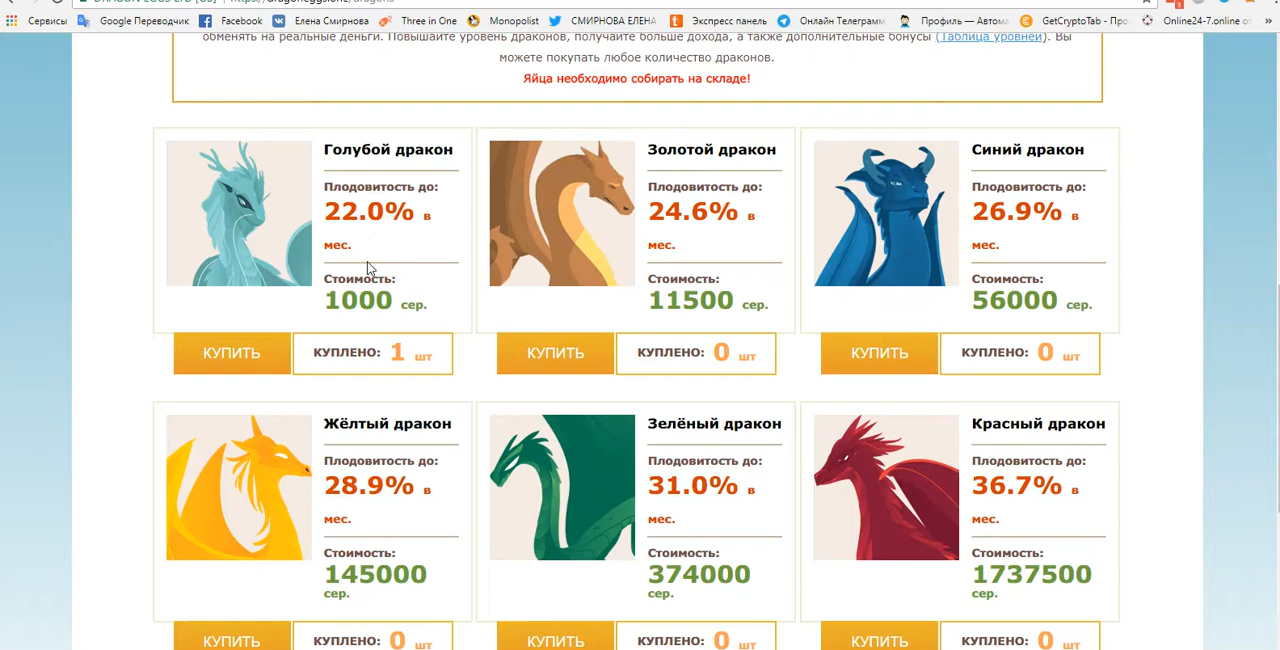 Сервисы
Google Переводчик
Facebook
Елена Смирнова
Three in One
Monopolist
СМИРНОВА ЕЛЕНА
Экспресс панель
Онлайн Телеграмм
Профиль — Автома
GetCryptoTab - Про
Online24-7.online о
»
обменять на реальные деньги. Повышайте уровень драконов, получайте больше дохода, а также дополнительные бонусы (Таблица уровней). Вы
можете покупать любое количество драконов.
Яйца необходимо собирать на складе!
Голубой дракон
Плодовитость до:
22.0% в
мес.
Стоимость:
1000 сер.
КУПИТЬ
КУПЛЕНО: 1 шт
Золотой дракон
Плодовитость до:
24.6% в
мес.
Стоимость:
11500 сер.
КУПИТЬ
КУПЛЕНО: 0 шт
Синий дракон
Плодовитость до:
26.9% в
мес.
Стоимость:
56000 сер.
КУПИТЬ
КУПЛЕНО: 0 шт
Жёлтый дракон
Плодовитость до:
28.9% в
мес.
Стоимость:
145000
сер.
КУПИТЬ
КУПЛЕНО: 0 шт
Зелёный дракон
Плодовитость до:
31.0% в
мес.
Стоимость:
374000
сер.
КУПИТЬ
КУПЛЕНО: 0 шт
Красный дракон
Плодовитость до:
36.7% в
мес.
Стоимость:
1737500
сер.
КУПИТЬ
КУПЛЕНО: 0 шт